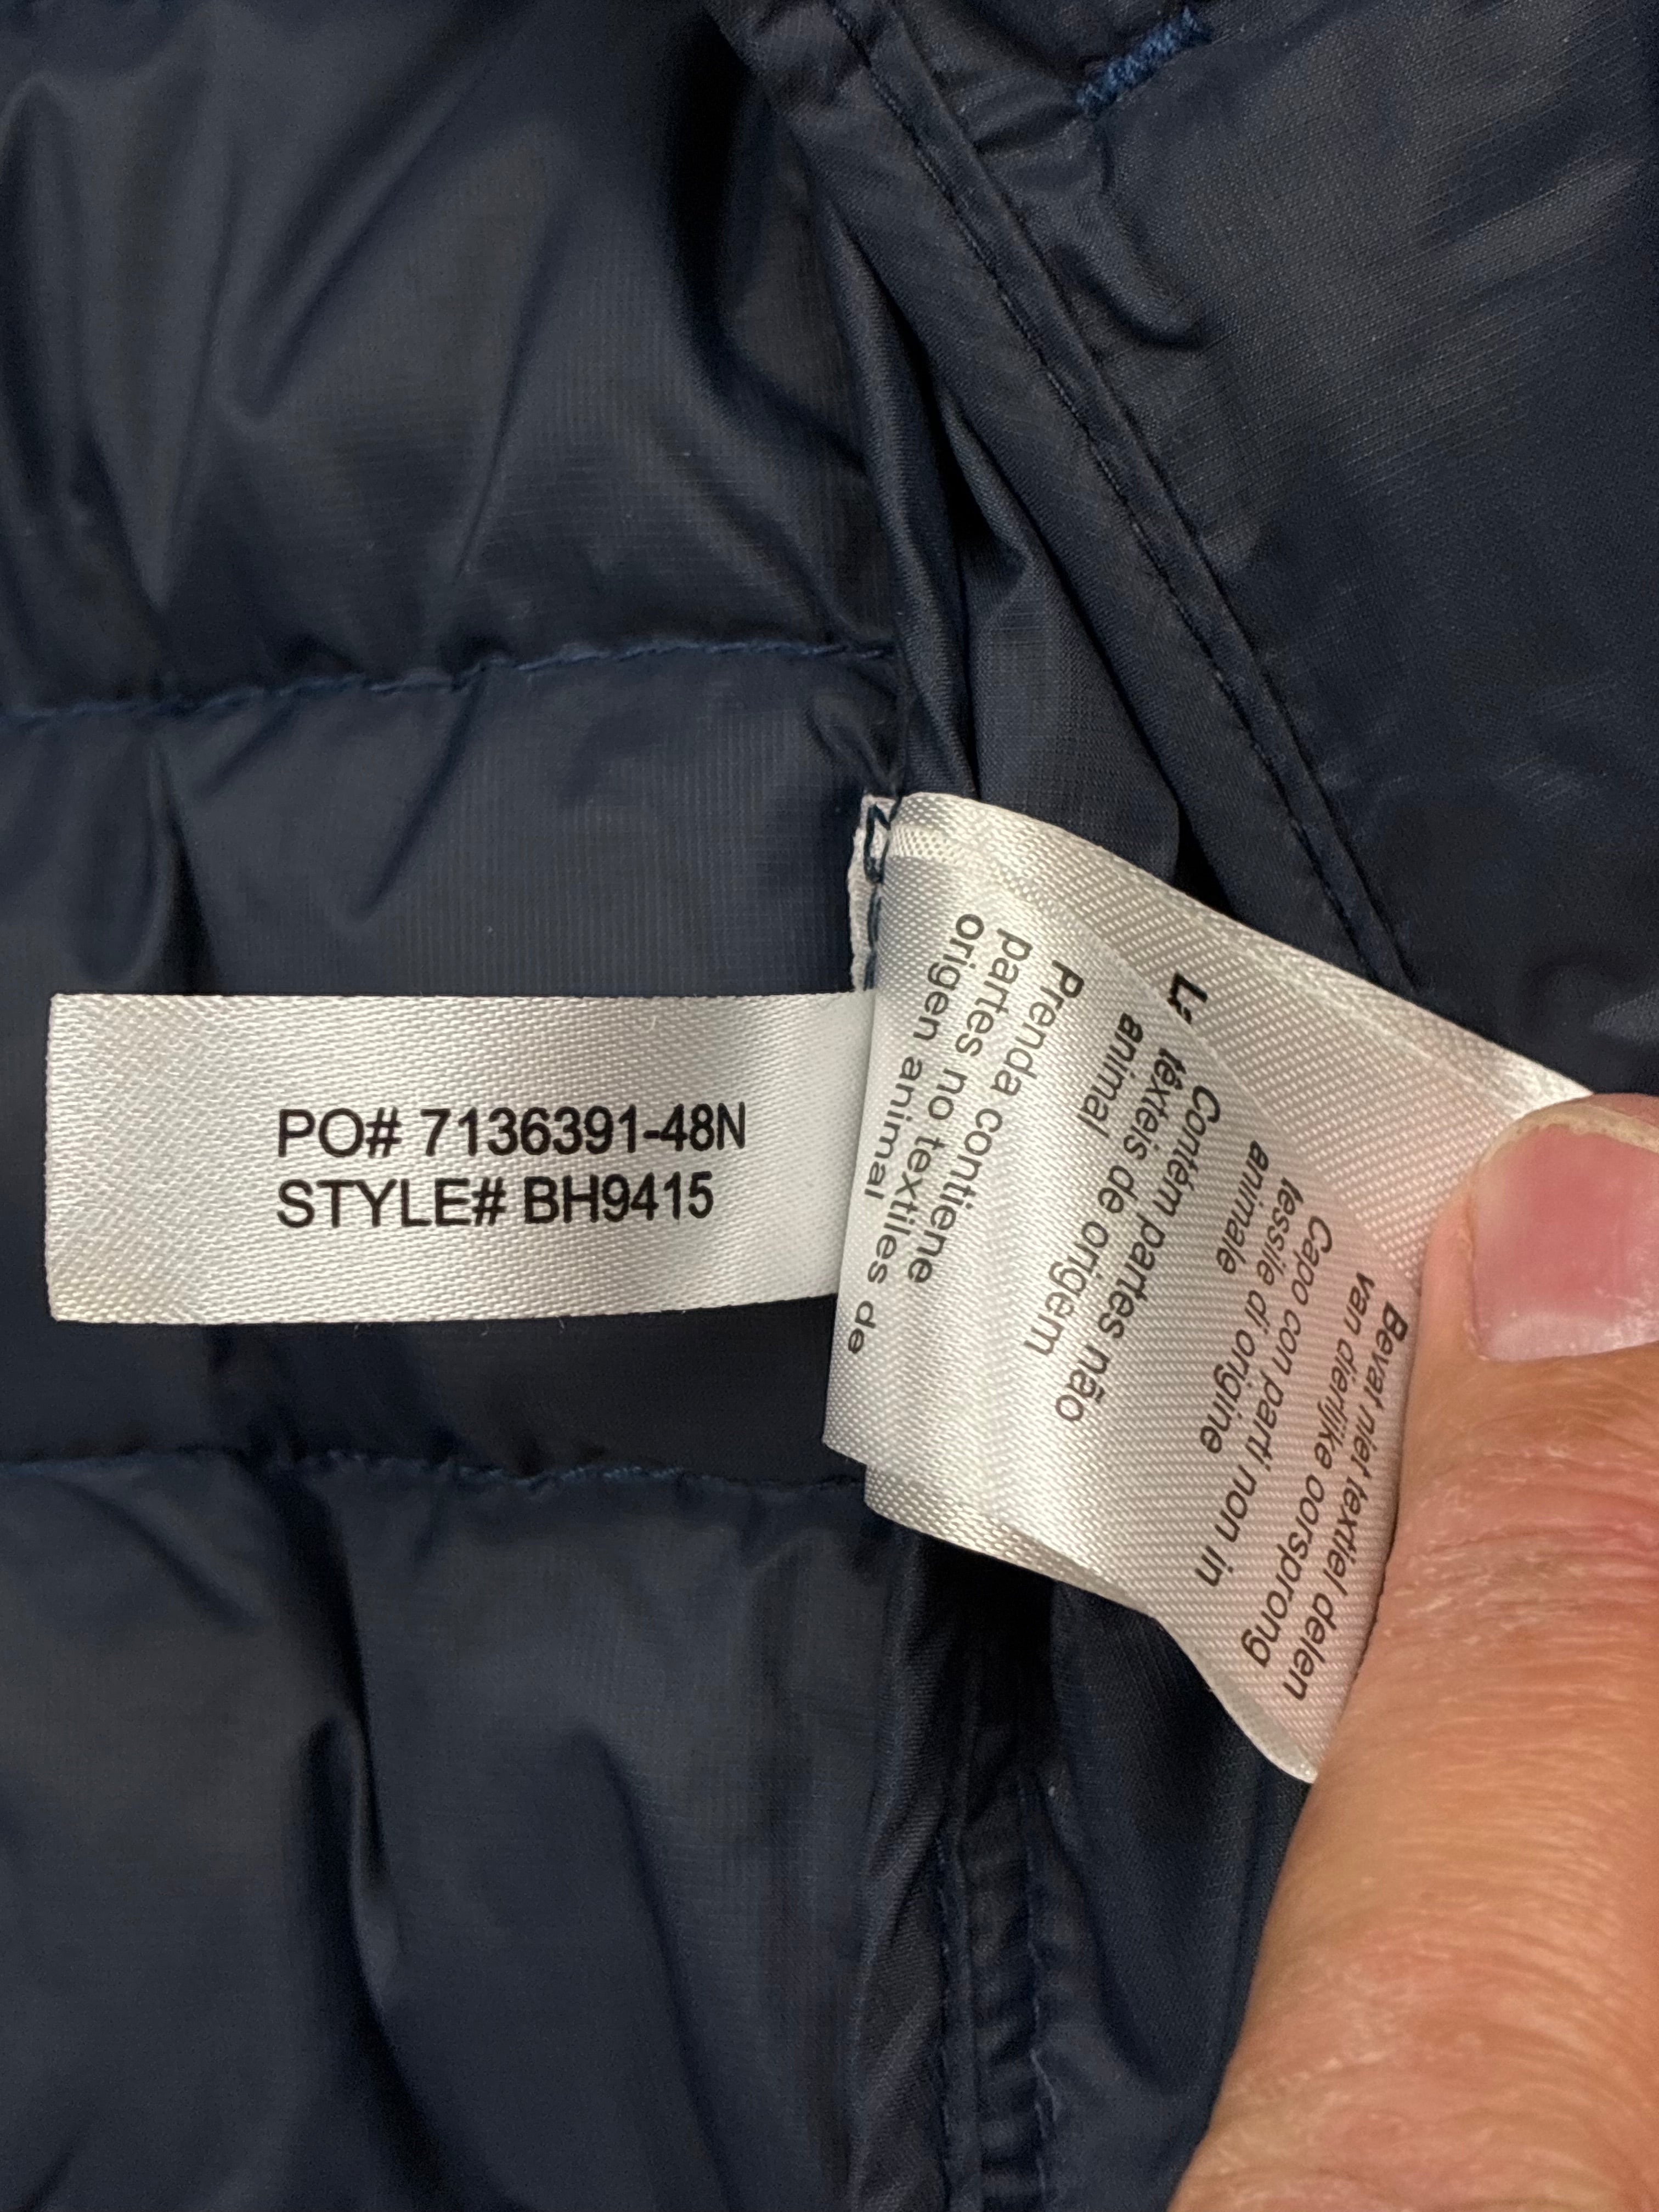 PO# 7136391-48N
STYLE# BH9415
Bevat niet textiel delen
van dierlijke oorsprong
Capo con parti non in
tessile di origine
animale
Contém partes não
têxteis de origem
animal
Prenda contiene
partes no textiles de
origen animal